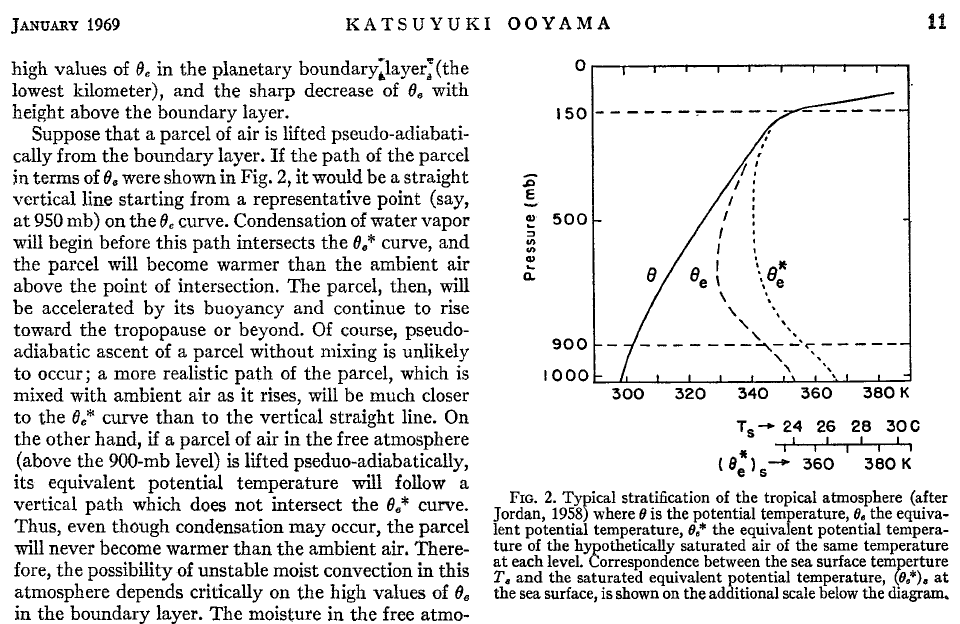 JANUARY 1969 KATSUYUKI OOYAMA 11
high values of θe in the planetary boundary layer (the
lowest kilometer), and the sharp decrease of θe with
height above the boundary layer.
Suppose that a parcel of air is lifted pseudo-adiabati-
cally from the boundary layer. If the path of the parcel
in terms of θe were shown in Fig. 2, it would be a straight
vertical line starting from a representative point (say,
at 950 mb) on the θe curve. Condensation of water vapor
will begin before this path intersects the θe* curve, and
the parcel will become warmer than the ambient air
above the point of intersection. The parcel, then, will
be accelerated by its buoyancy and continue to rise
toward the tropopause or beyond. Of course, pseudo-
adiabatic ascent of a parcel without mixing is unlikely
to occur; a more realistic path of the parcel, which is
mixed with ambient air as it rises, will be much closer
to the θe* curve than to the vertical straight line. On
the other hand, if a parcel of air in the free atmosphere
(above the 900-mb level) is lifted pseduo-adiabatically,
its equivalent potential temperature will follow a
vertical path which does not intersect the θe* curve.
Thus, even though condensation may occur, the parcel
will never become warmer than the ambient air. There-
fore, the possibility of unstable moist convection in this
atmosphere depends critically on the high values of θe
in the boundary layer. The moisture in the free atmo-
0
150
500
900
1000
Pressure (mb)
θ θe θe*
300 320 340 360 380 K
Ts → 24 26 28 30 C
(θe*)s → 360 380 K
FIG. 2. Typical stratification of the tropical atmosphere (after
Jordan, 1958) where θ is the potential temperature, θe the equiva-
lent potential temperature, θe* the equivalent potential tempera-
ture of the hypothetically saturated air of the same temperature
at each level. Correspondence between the sea surface temperture
Ts and the saturated equivalent potential temperature, (θe*)s at
the sea surface, is shown on the additional scale below the diagram.